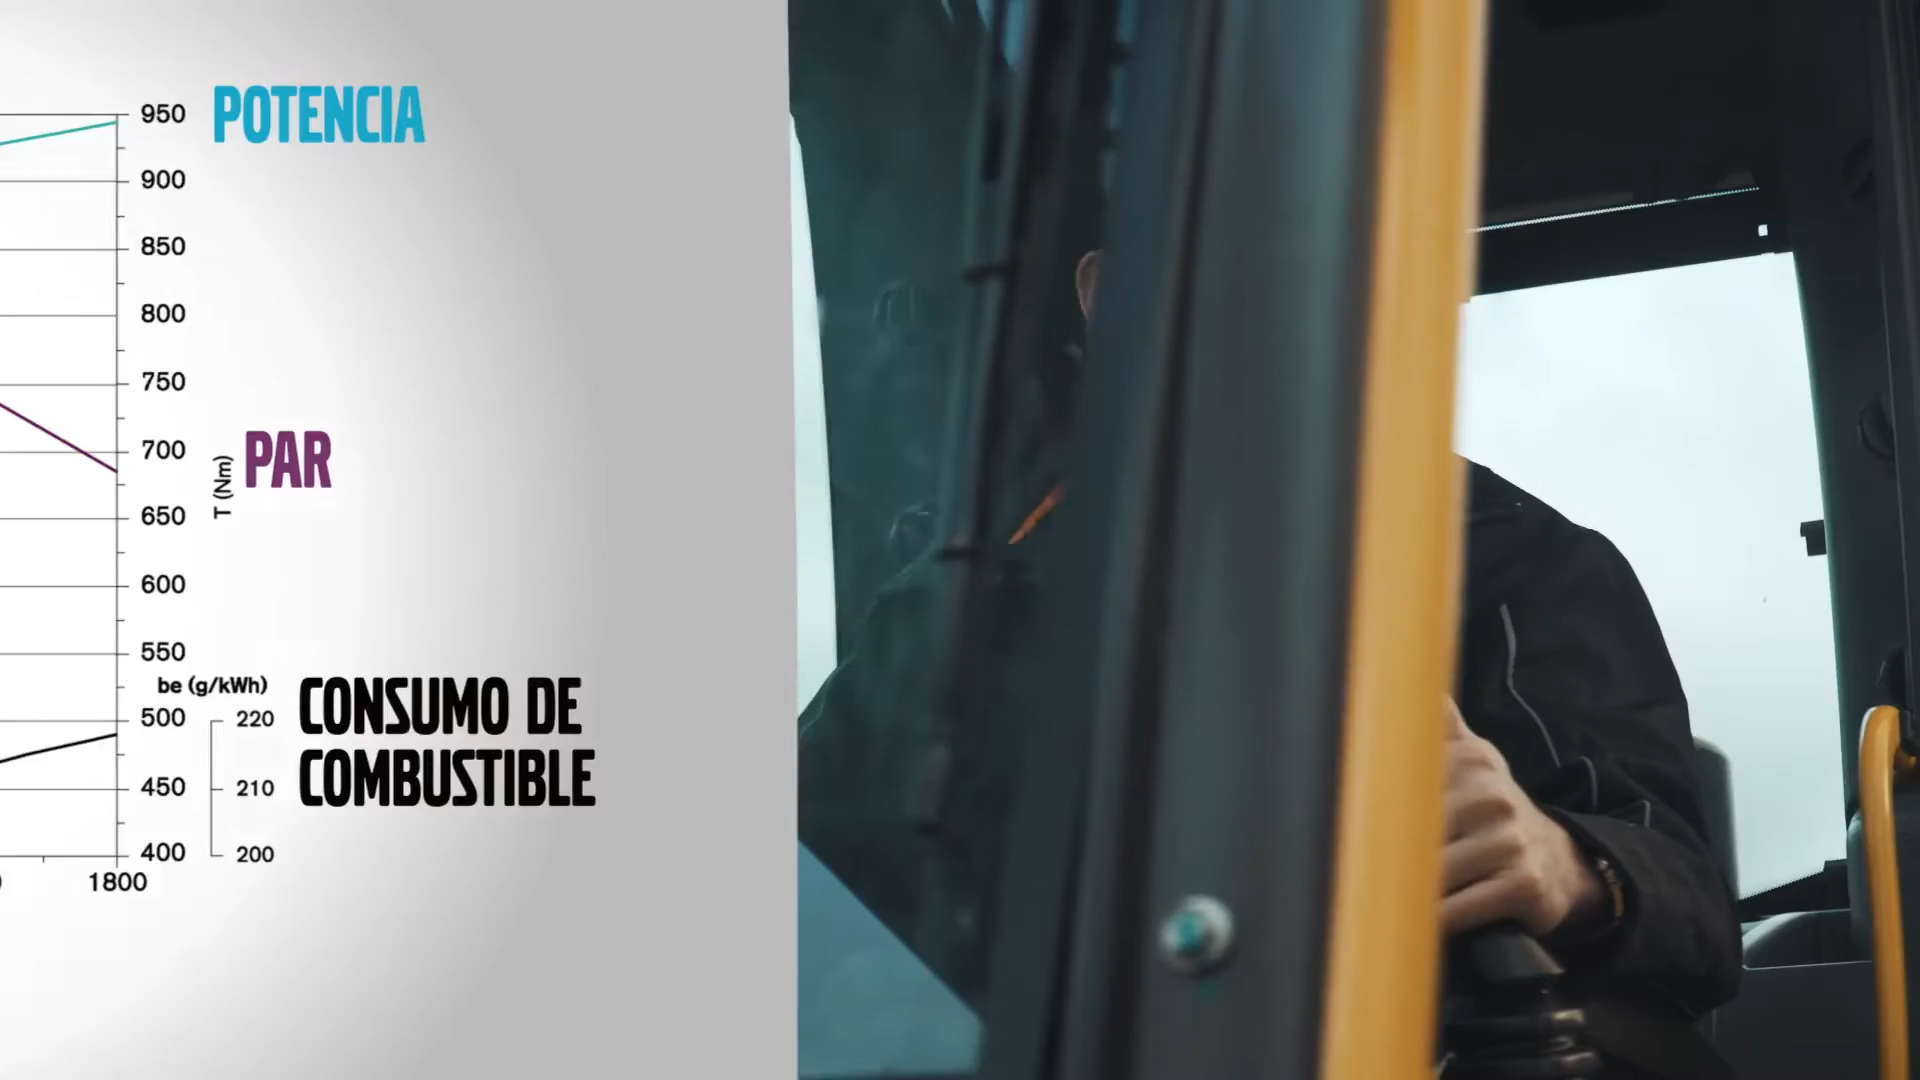 950
POTENCIA
900
850
800
750
700
T (Nm)
PAR
650
600
550
be (g/kWh)
500
220
CONSUMO DE
COMBUSTIBLE
450
210
400
200
1800